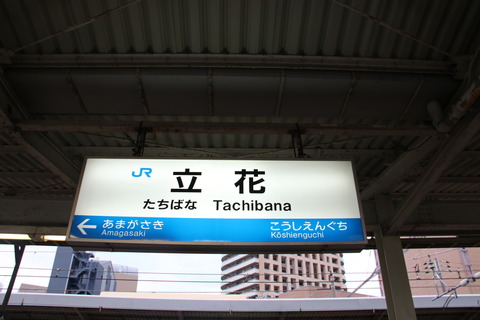 JR
立花
たちばな Tachibana
← あまがさき こうしえんぐち
Amagasaki Kōshienguchi